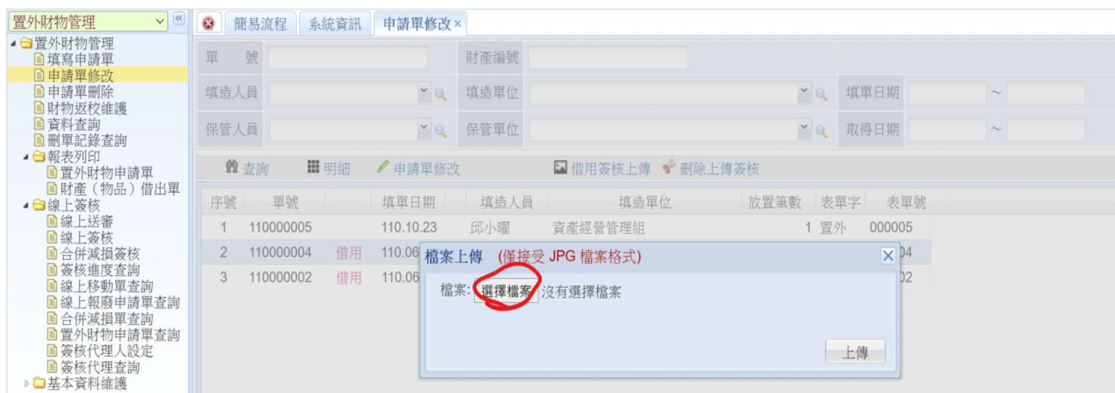 置外財物管理
置外財物管理
填寫申請單
申請單修改
申請單刪除
財物返校維護
資料查詢
刪單記錄查詢
報表列印
置外財物申請單
財產（物品）借出單
線上簽核
線上送審
線上簽核
合併減損簽核
簽核進度查詢
線上移動單查詢
線上報廢申請單查詢
合併減損單查詢
置外財物申請單查詢
簽核代理人設定
簽核代理查詢
基本資料維護
簡易流程 系統資訊 申請單修改×
單 號 財產編號
填造人員 填造單位 填單日期 ~
保管人員 保管單位 取得日期 ~
查詢 明細 申請單修改 借用簽核上傳 刪除上傳簽核
序號 單號 填單日期 填造人員 填造單位 放置筆數 表單字 表單號
1 110000005 110.10.23 邱小曜 資產經營管理組 1 置外 000005
2 110000004 借用 110.06 04
3 110000002 借用 110.06 02
檔案上傳 (僅接受 JPG 檔案格式)
檔案: 選擇檔案 沒有選擇檔案
上傳